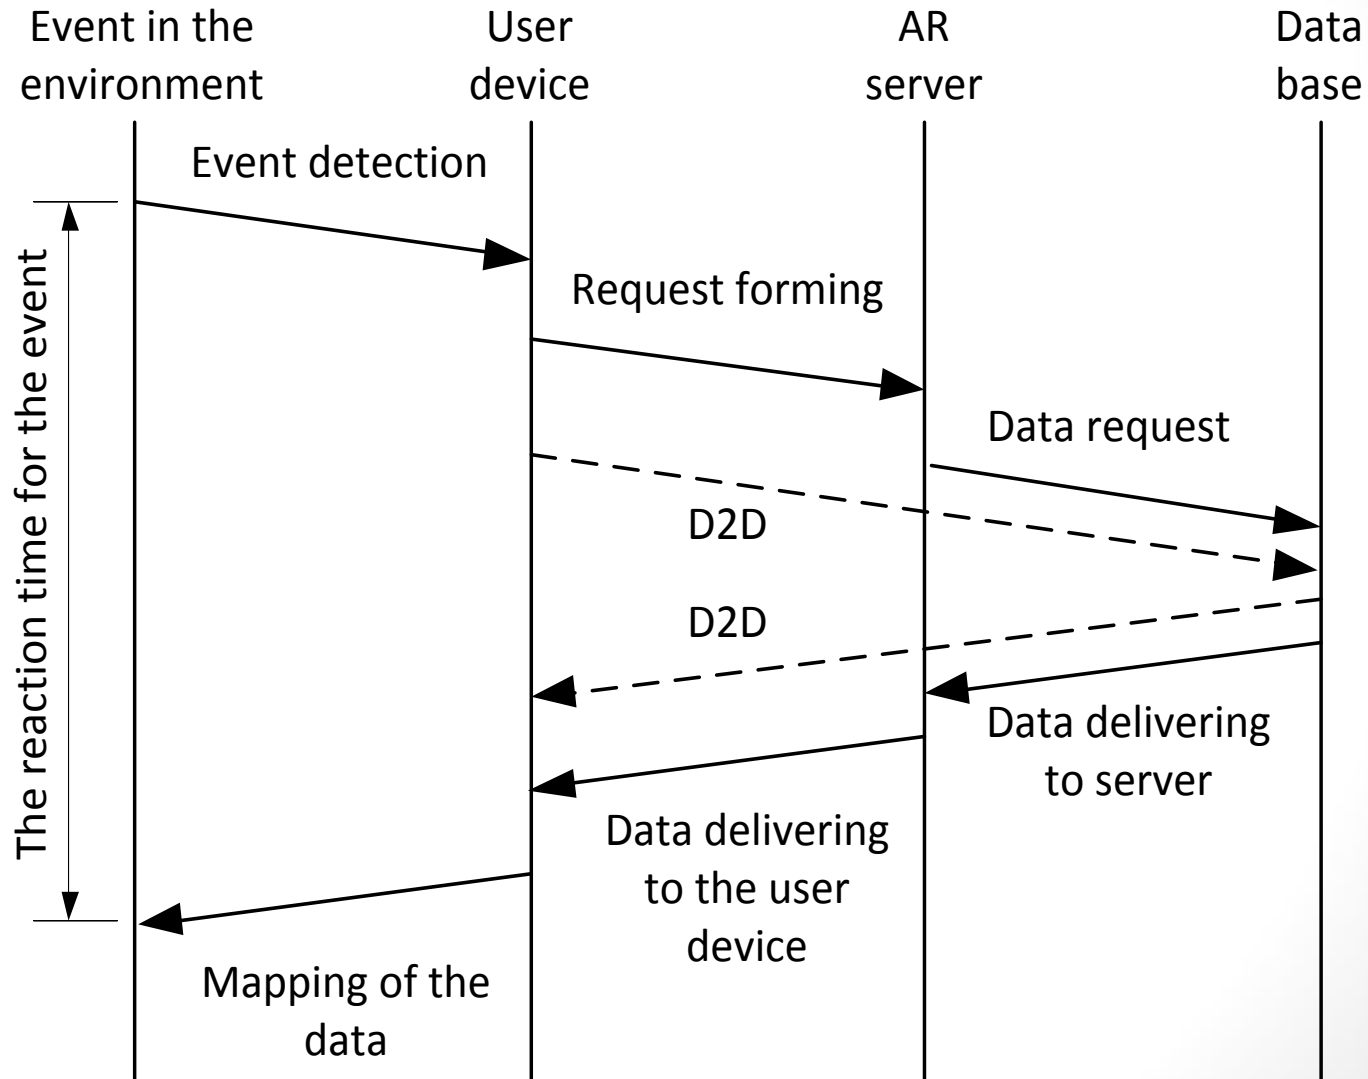 Event in the
environment
User
device
AR
server
Data
base
Event detection
The reaction time for the event
Request forming
Data request
D2D
D2D
Data delivering
to server
Data delivering
to the user
device
Mapping of the
data